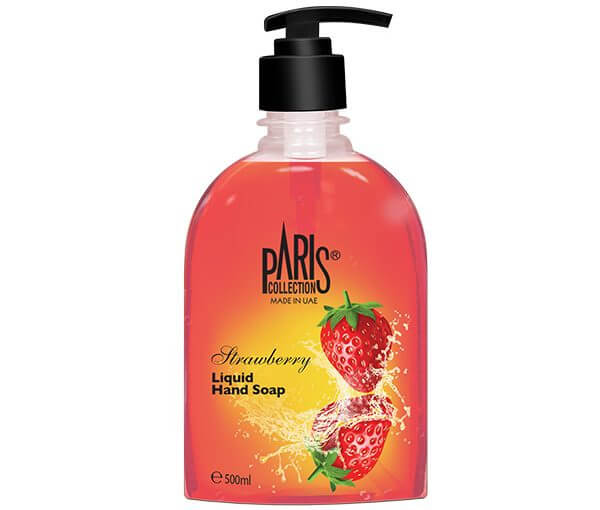 PARIS®
COLLECTION
MADE IN UAE
Strawberry
Liquid
Hand Soap
℮ 500ml